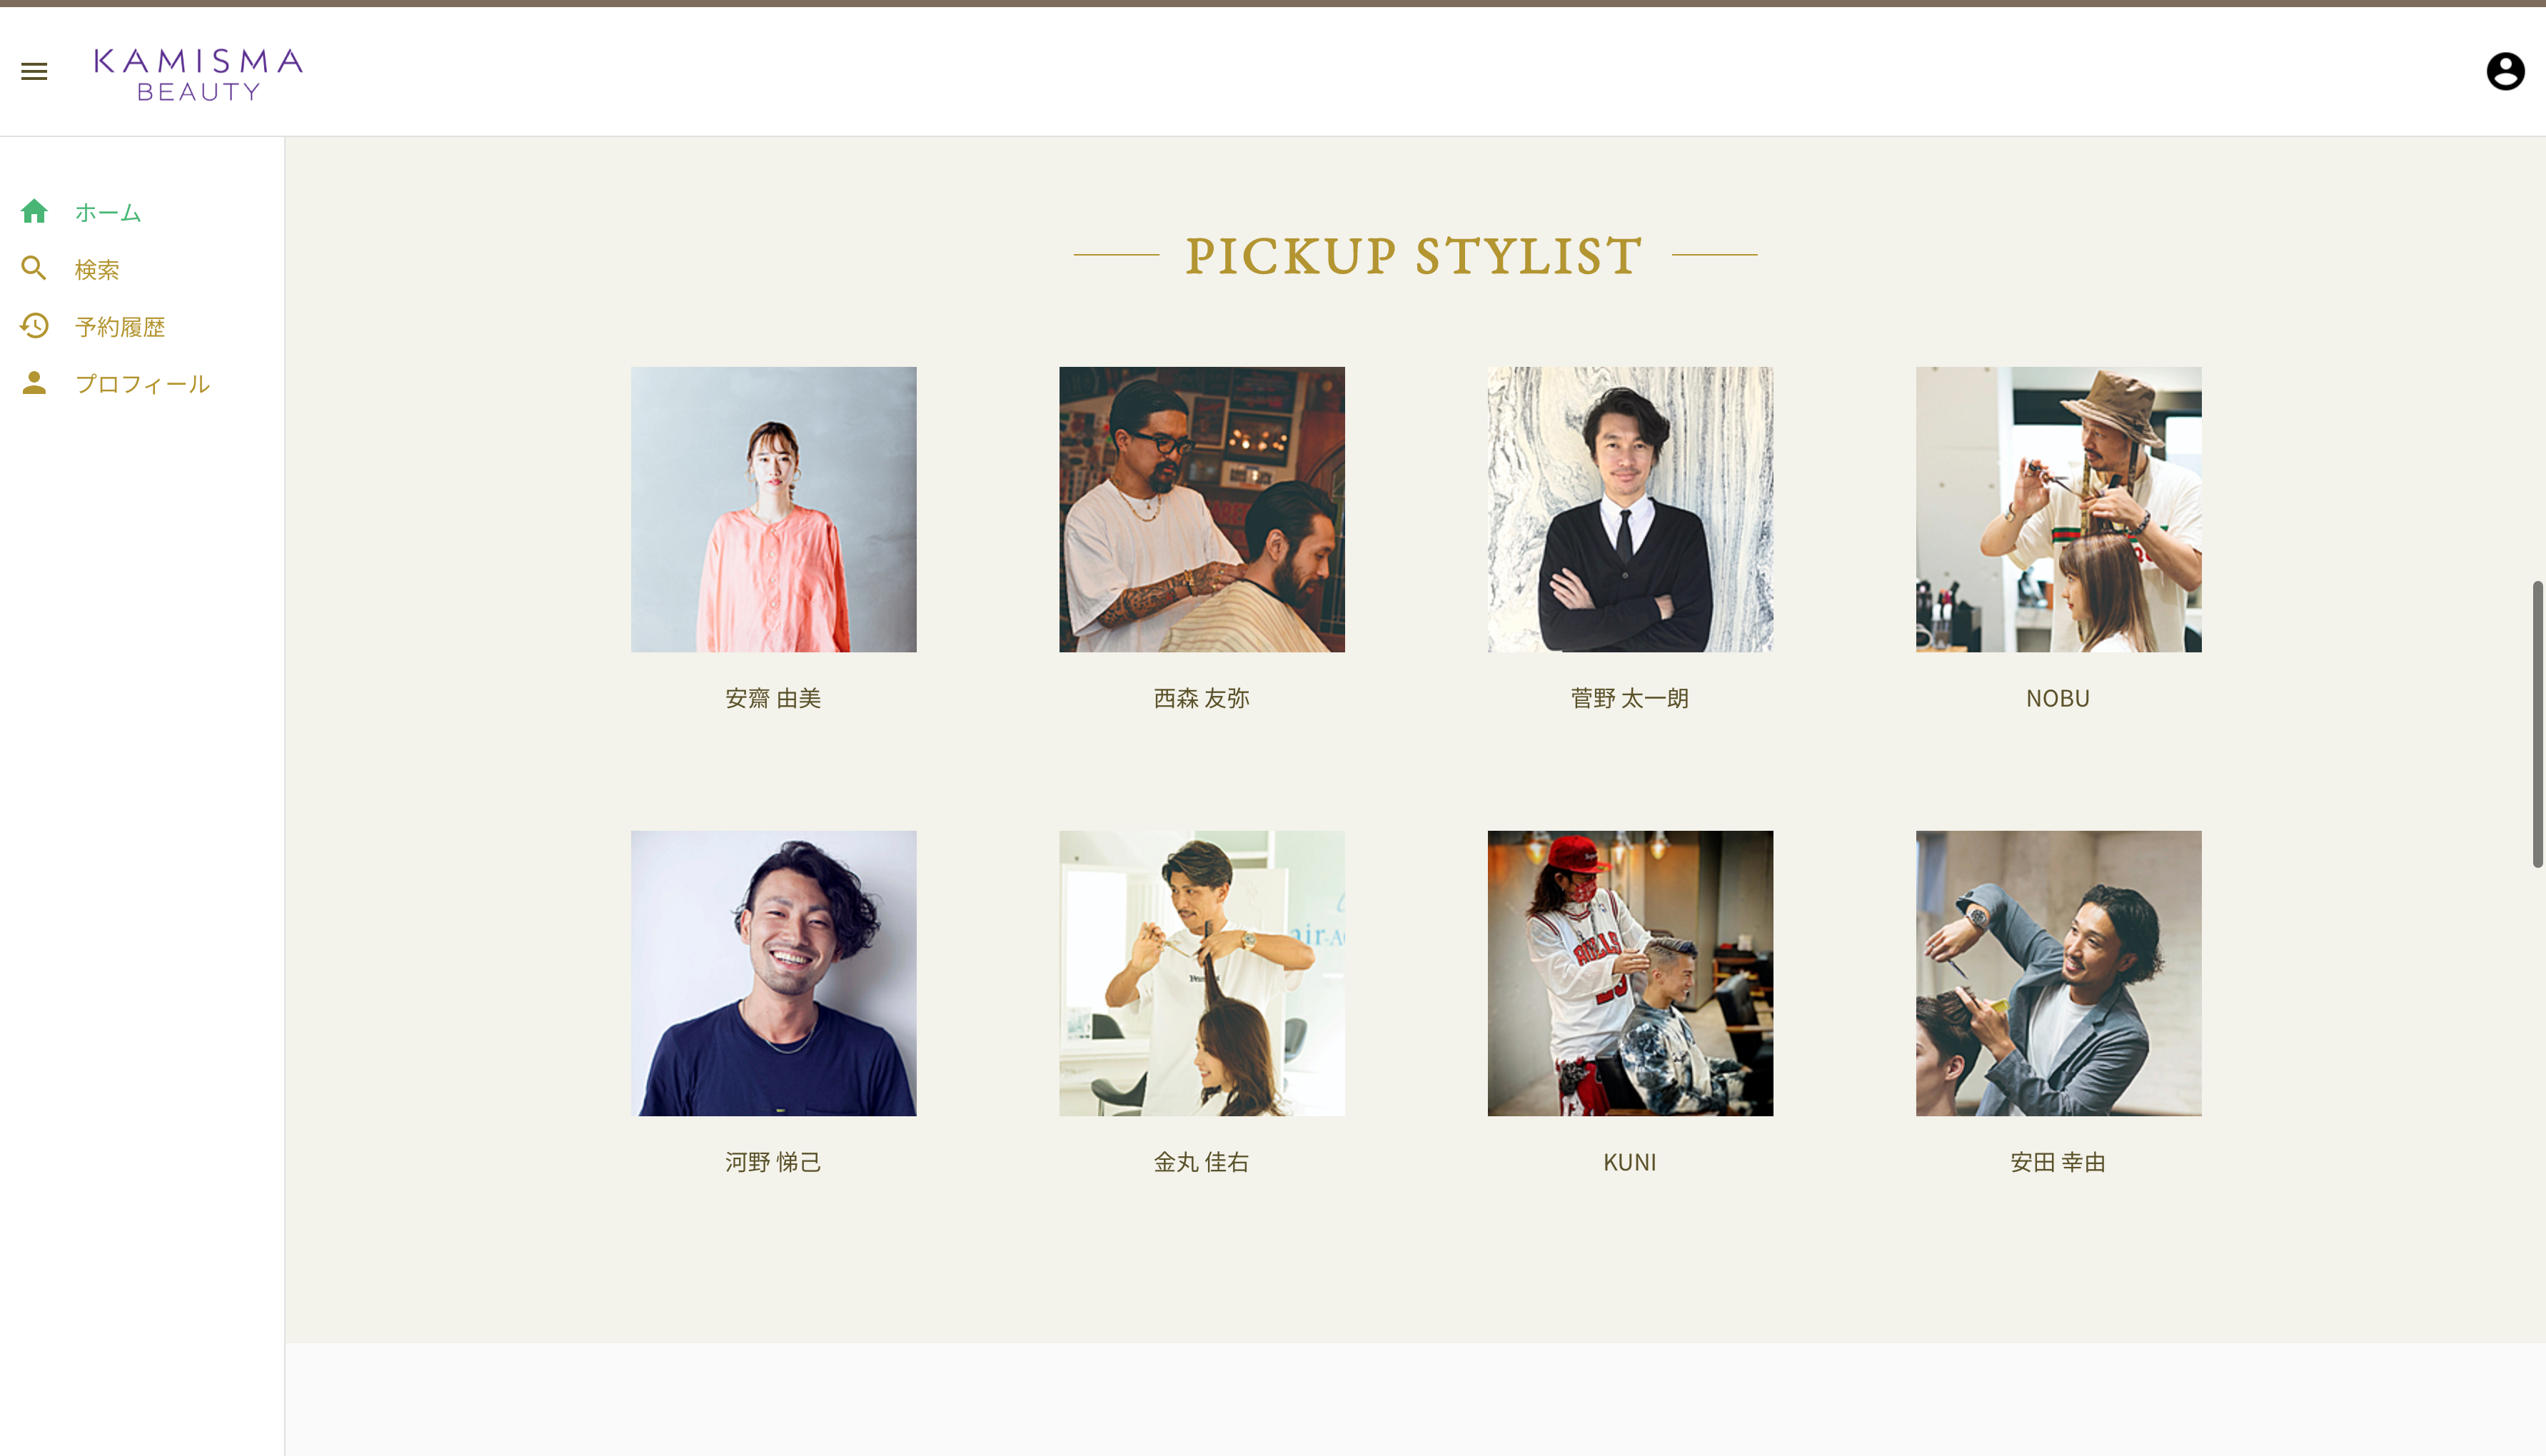 KAMISMA
BEAUTY
ホーム
検索
予約履歴
プロフィール
PICKUP STYLIST
安齋 由美
西森 友弥
菅野 太一朗
NOBU
air-A
BULLS
河野 悌己
金丸 佳右
KUNI
安田 幸由